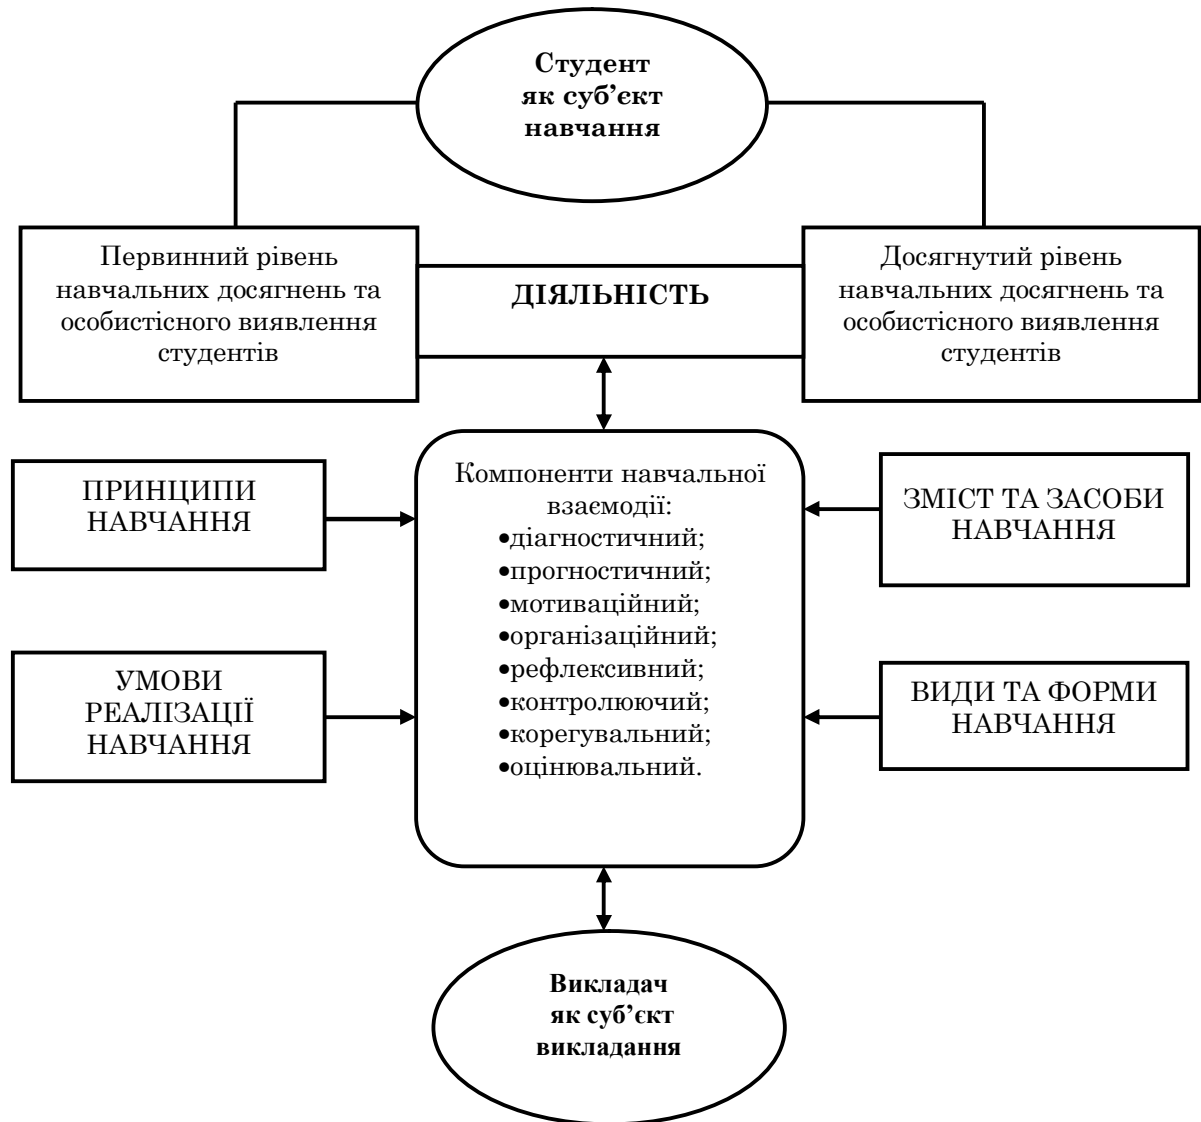 Студент
як суб’єкт
навчання
Первинний рівень
навчальних досягнень та
особистісного виявлення
студентів
ДІЯЛЬНІСТЬ
Досягнутий рівень
навчальних досягнень та
особистісного виявлення
студентів
ПРИНЦИПИ
НАВЧАННЯ
УМОВИ
РЕАЛІЗАЦІЇ
НАВЧАННЯ
Компоненти навчальної
взаємодії:
•діагностичний;
•прогностичний;
•мотиваційний;
•організаційний;
•рефлексивний;
•контролюючий;
•корегувальний;
•оцінювальний.
ЗМІСТ ТА ЗАСОБИ
НАВЧАННЯ
ВИДИ ТА ФОРМИ
НАВЧАННЯ
Викладач
як суб’єкт
викладання